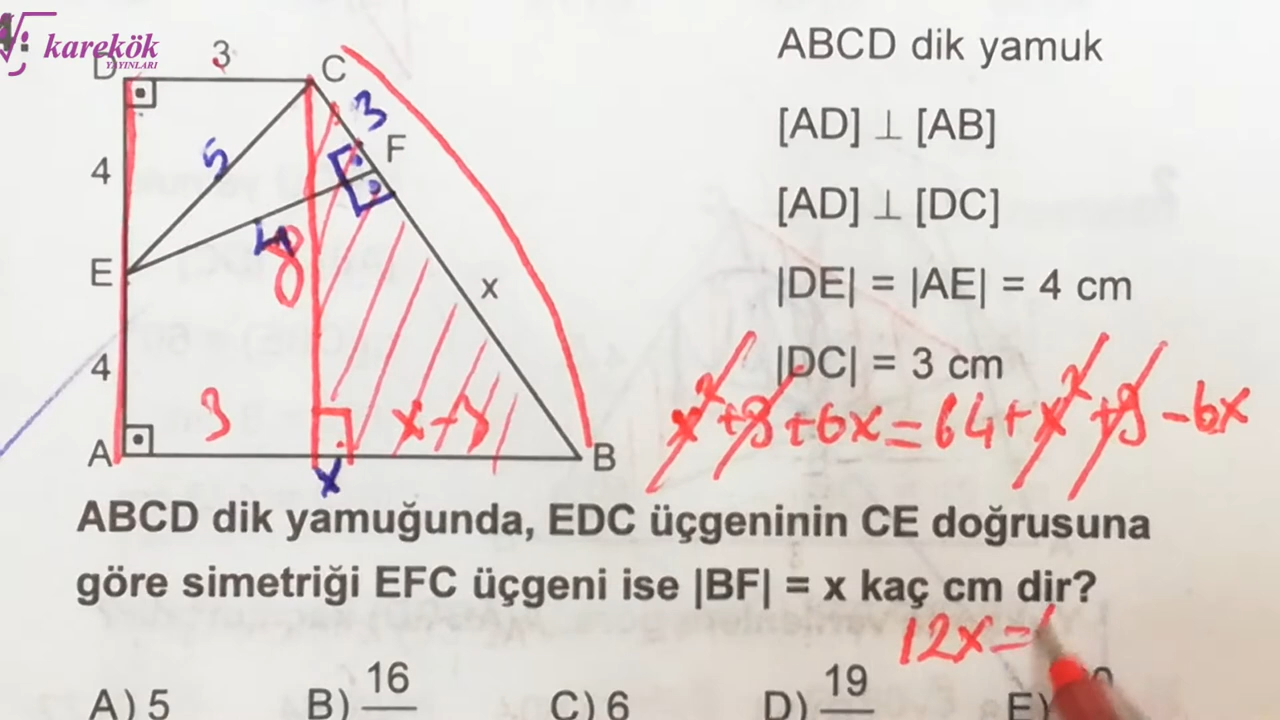 karekök
YAYINLARI
D 3 C
3
F
4 5
4
E 8 x
4
3 x-3
A B
x
ABCD dik yamuk
[AD] ⊥ [AB]
[AD] ⊥ [DC]
|DE| = |AE| = 4 cm
|DC| = 3 cm
x²+9+6x=64+x²+9-6x
ABCD dik yamuğunda, EDC üçgeninin CE doğrusuna
göre simetriği EFC üçgeni ise |BF| = x kaç cm dir?
12x=
A) 5 B) 16 C) 6 D) 19 E)